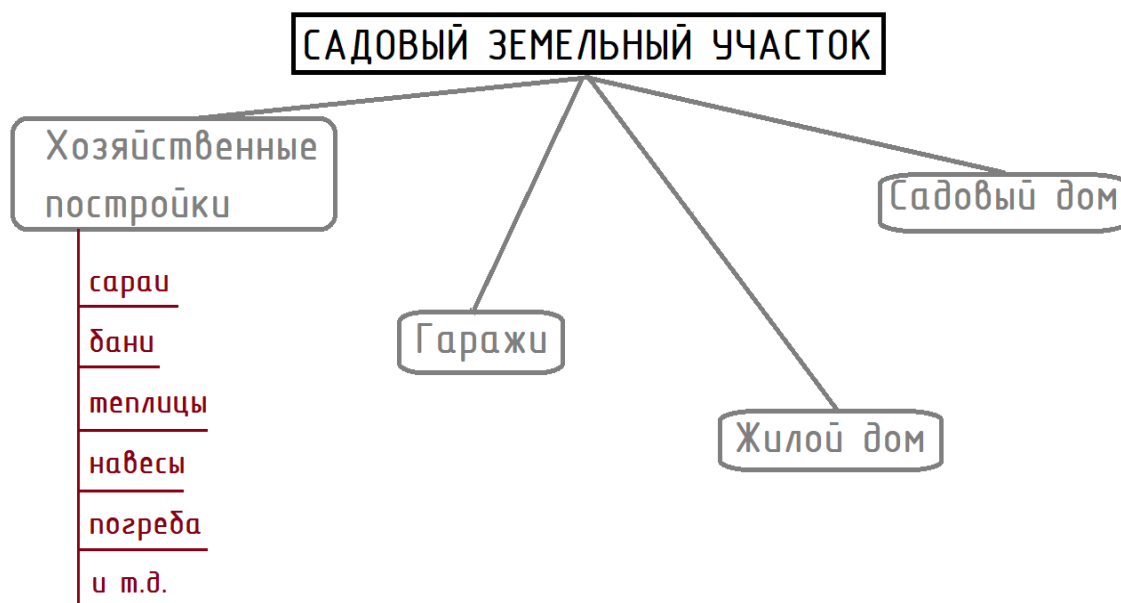 САДОВЫЙ ЗЕМЕЛЬНЫЙ УЧАСТОК
Хозяйственные
постройки
сараи
бани
теплицы
навесы
погреба
и т.д.
Гаражи
Жилой дом
Садовый дом